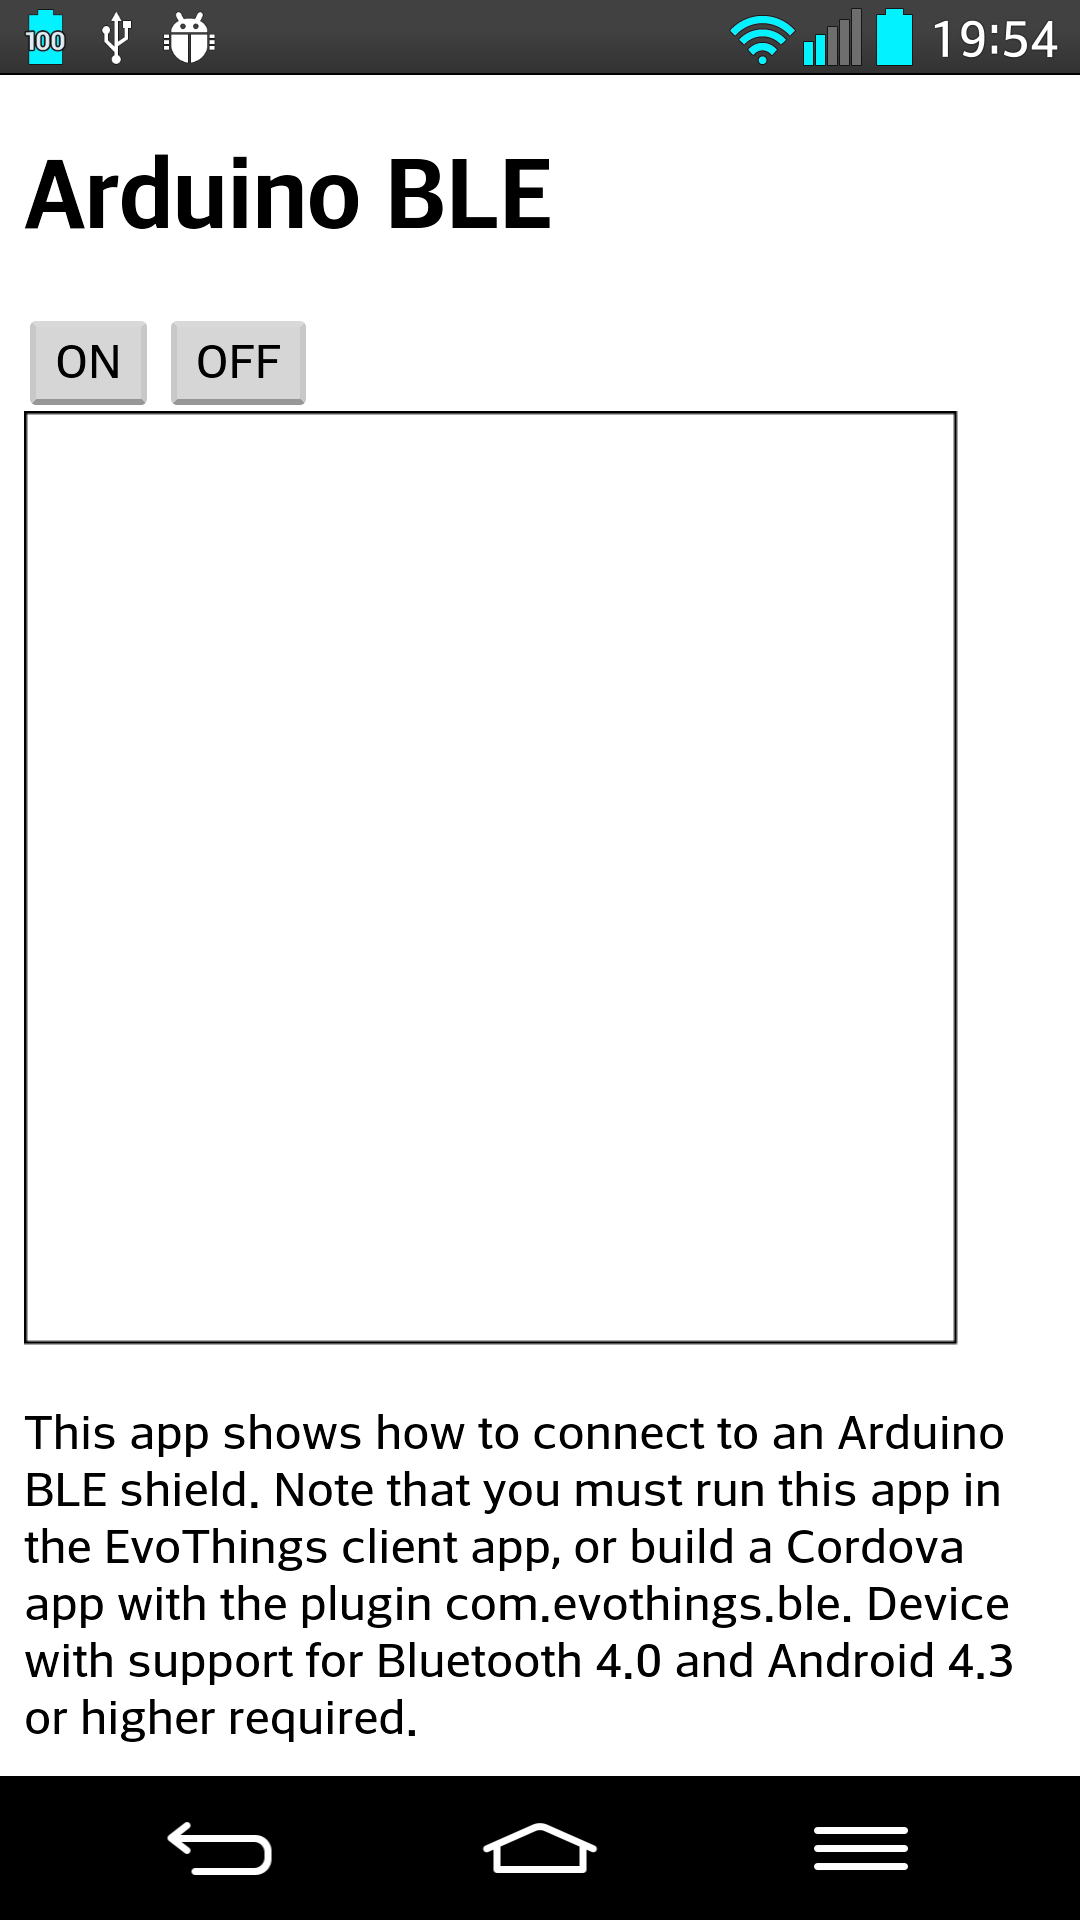 100 19:54
Arduino BLE
ON OFF
This app shows how to connect to an Arduino
BLE shield. Note that you must run this app in
the EvoThings client app, or build a Cordova
app with the plugin com.evothings.ble. Device
with support for Bluetooth 4.0 and Android 4.3
or higher required.